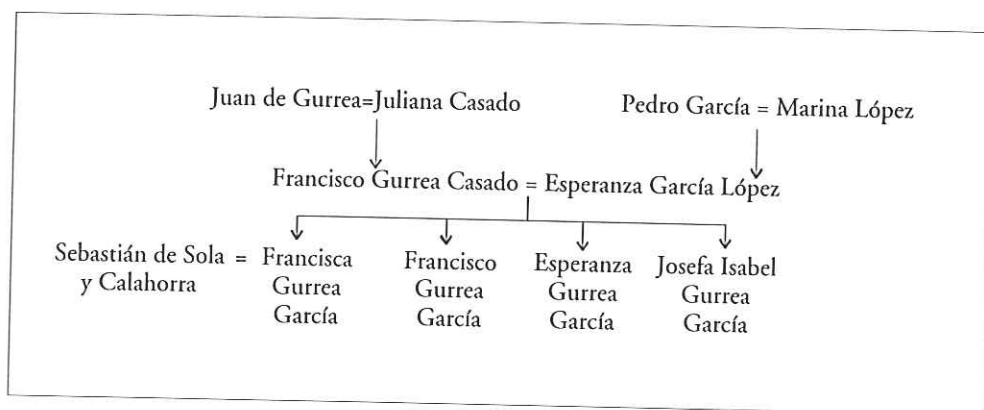 Juan de Gurrea=Juliana Casado
Pedro García = Marina López
Francisco Gurrea Casado = Esperanza García López
Sebastián de Sola = Francisca Francisco Esperanza Josefa Isabel
y Calahorra Gurrea Gurrea Gurrea Gurrea
García García García García